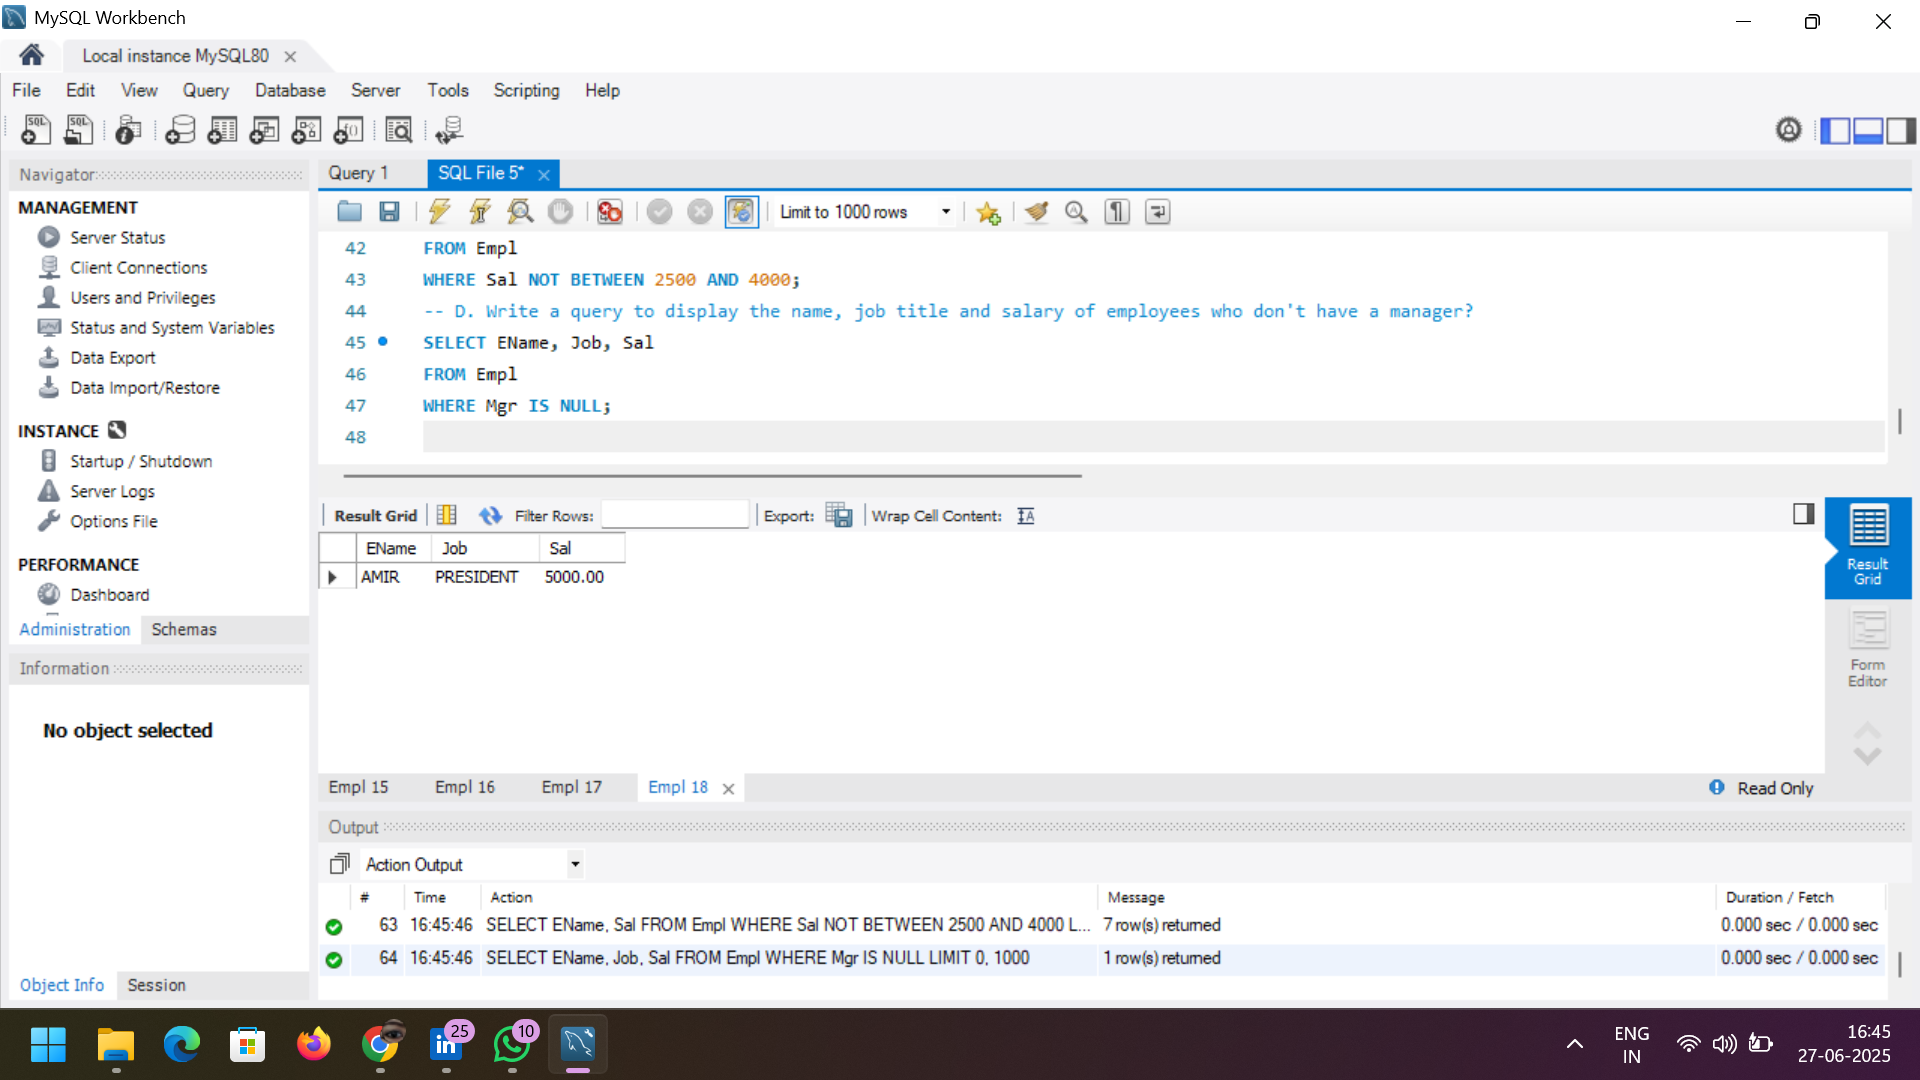 MySQL Workbench
Local instance MySQL80
File Edit View Query Database Server Tools Scripting Help
SQL SQL
Navigator
MANAGEMENT
Server Status
Client Connections
Users and Privileges
Status and System Variables
Data Export
Data Import/Restore
INSTANCE
Startup / Shutdown
Server Logs
Options File
PERFORMANCE
Dashboard
Administration Schemas
Information
No object selected
Object Info Session
Query 1 SQL File 5*
Limit to 1000 rows
42 FROM Empl
43 WHERE Sal NOT BETWEEN 2500 AND 4000;
44 -- D. Write a query to display the name, job title and salary of employees who don't have a manager?
45 SELECT EName, Job, Sal
46 FROM Empl
47 WHERE Mgr IS NULL;
48
Result Grid Filter Rows: Export: Wrap Cell Content:
EName Job Sal
AMIR PRESIDENT 5000.00
Result
Grid
Form
Editor
Empl 15 Empl 16 Empl 17 Empl 18 Read Only
Output
Action Output
# Time Action Message Duration / Fetch
63 16:45:46 SELECT EName, Sal FROM Empl WHERE Sal NOT BETWEEN 2500 AND 4000 L... 7 row(s) returned 0.000 sec / 0.000 sec
64 16:45:46 SELECT EName, Job, Sal FROM Empl WHERE Mgr IS NULL LIMIT 0, 1000 1 row(s) returned 0.000 sec / 0.000 sec
25 10
ENG
IN
16:45
27-06-2025